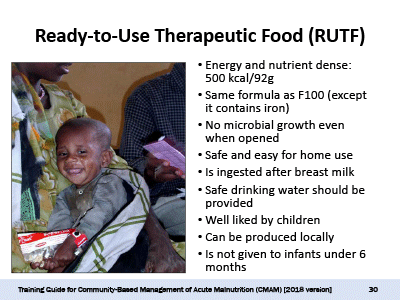 Ready-to-Use Therapeutic Food (RUTF)
• Energy and nutrient dense:
500 kcal/92g
• Same formula as F100 (except
it contains iron)
• No microbial growth even
when opened
• Safe and easy for home use
• Is ingested after breast milk
• Safe drinking water should be
provided
• Well liked by children
• Can be produced locally
• Is not given to infants under 6
months
Training Guide for Community-Based Management of Acute Malnutrition (CMAM) [2018 version] 30